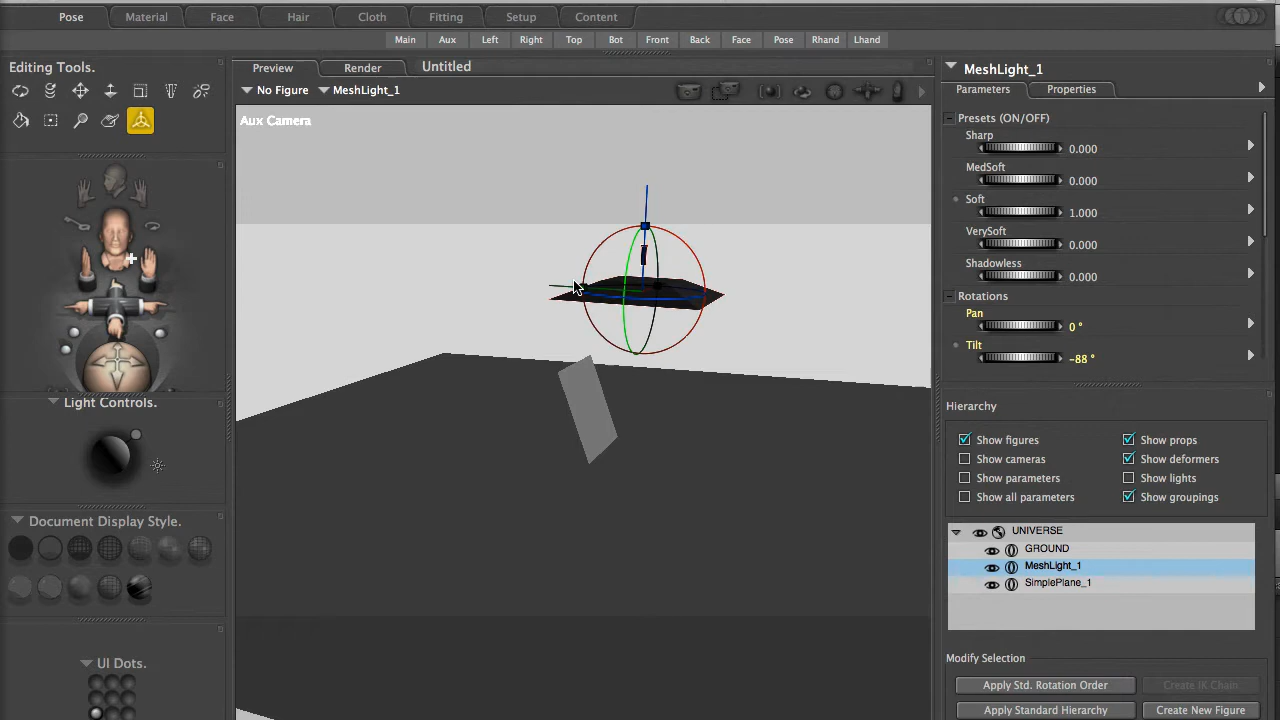 Pose Material Face Hair Cloth Fitting Setup Content
Main Aux Left Right Top Bot Front Back Face Pose Rhand Lhand
Editing Tools.
Preview Render Untitled
No Figure MeshLight_1
Aux Camera
Light Controls.
Document Display Style.
UI Dots.
MeshLight_1
Parameters Properties
Presets (ON/OFF)
Sharp
0.000
MedSoft
0.000
Soft
1.000
VerySoft
0.000
Shadowless
0.000
Rotations
Pan
0 °
Tilt
-88 °
Hierarchy
Show figures Show props
Show cameras Show deformers
Show parameters Show lights
Show all parameters Show groupings
UNIVERSE
GROUND
MeshLight_1
SimplePlane_1
Modify Selection
Apply Std. Rotation Order Create IK Chain
Apply Standard Hierarchy Create New Figure